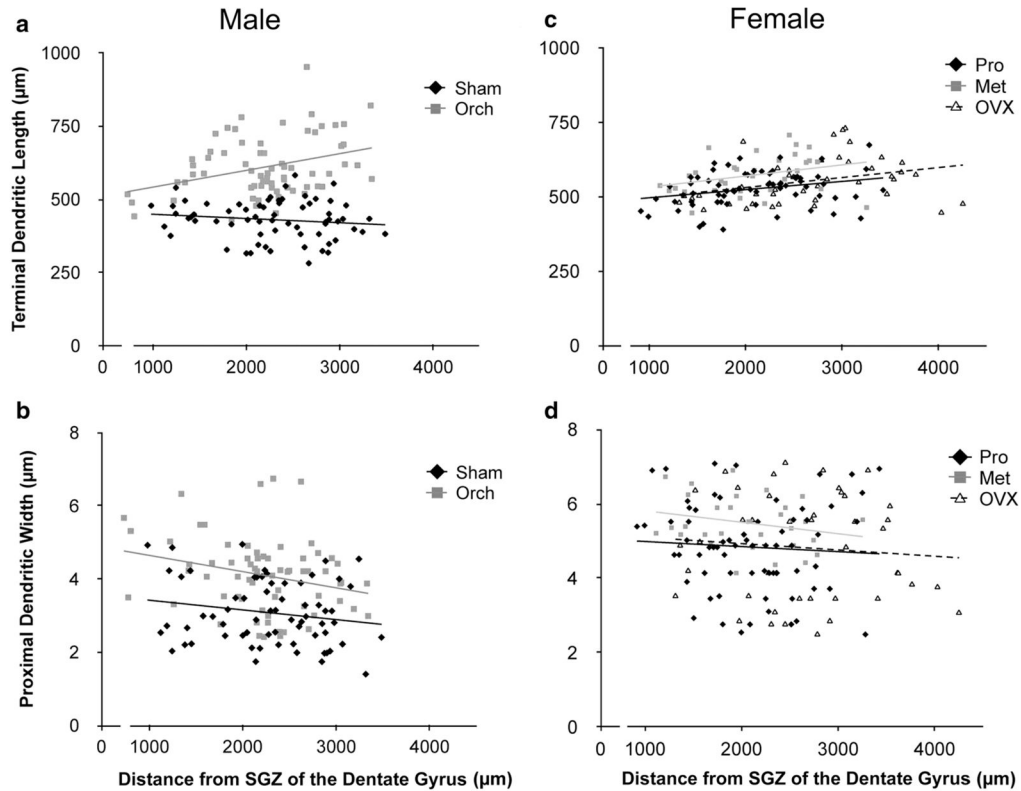 Male
Female
a
Terminal Dendritic Length (µm)
1000
750
500
250
0
0 1000 2000 3000 4000
Sham
Orch
c
1000
750
500
250
0
0 1000 2000 3000 4000
Pro
Met
OVX
b
Proximal Dendritic Width (µm)
8
6
4
2
0
0 1000 2000 3000 4000
Sham
Orch
Distance from SGZ of the Dentate Gyrus (µm)
d
8
6
4
2
0
0 1000 2000 3000 4000
Pro
Met
OVX
Distance from SGZ of the Dentate Gyrus (µm)